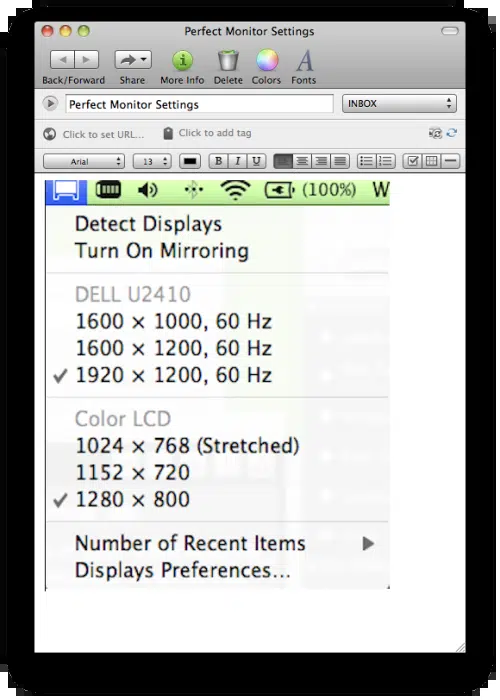 Perfect Monitor Settings
Back/Forward Share More Info Delete Colors Fonts
Perfect Monitor Settings INBOX
Click to set URL... Click to add tag
Arial 13 B I U
(100%) W
Detect Displays
Turn On Mirroring
DELL U2410
1600 × 1000, 60 Hz
1600 × 1200, 60 Hz
1920 × 1200, 60 Hz
Color LCD
1024 × 768 (Stretched)
1152 × 720
1280 × 800
Number of Recent Items
Displays Preferences...